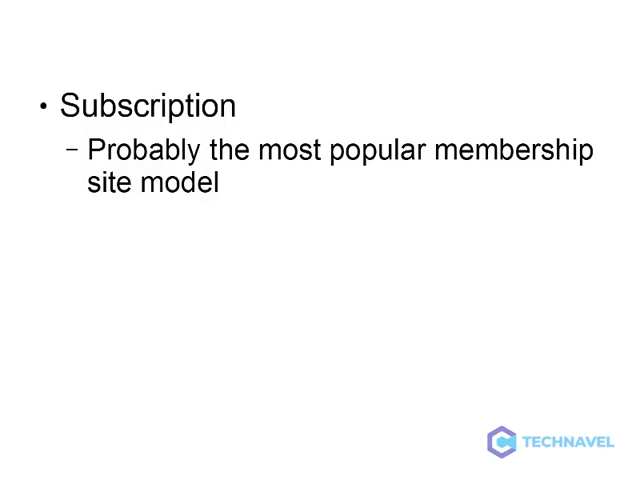 • Subscription
– Probably the most popular membership
site model
TECHNAVEL